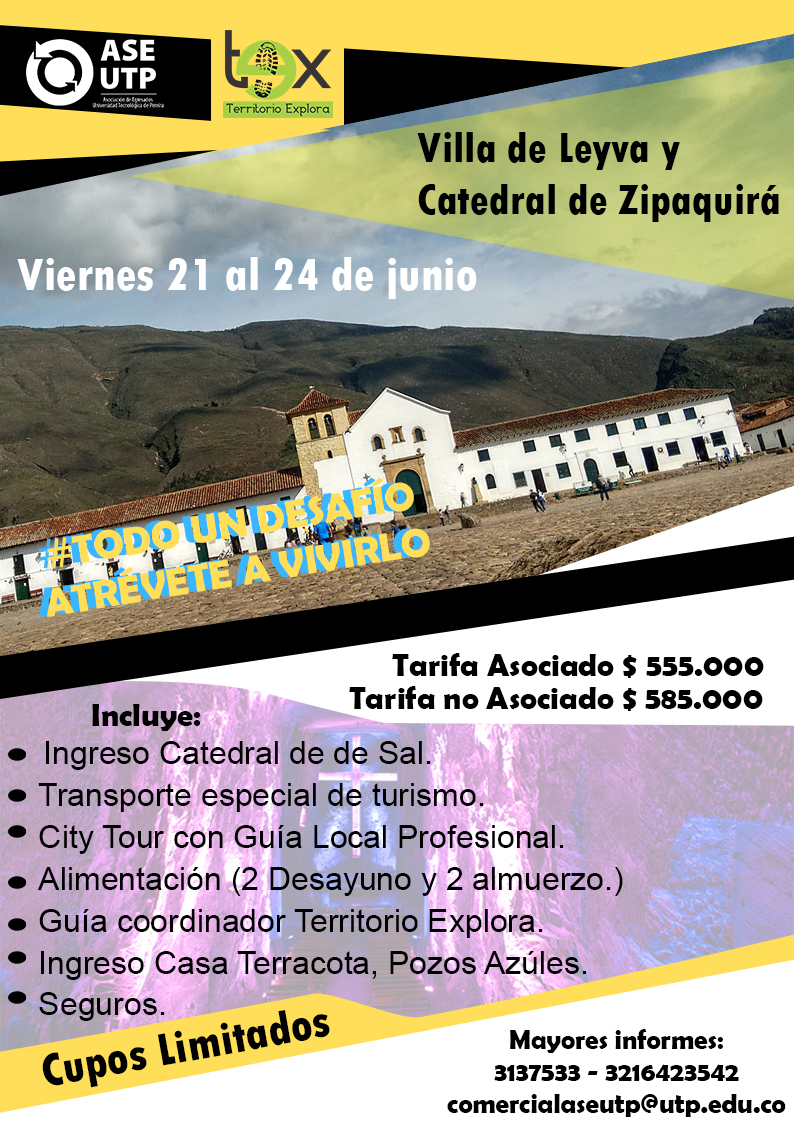 ASE
UTP
Asociación de Egresados
Universidad Tecnológica de Pereira
tex
Territorio Explora
Villa de Leyva y
Catedral de Zipaquirá
Viernes 21 al 24 de junio
#TODO UN DESAFÍO
ATRÉVETE A VIVIRLO
Tarifa Asociado $ 555.000
Tarifa no Asociado $ 585.000
Incluye:
• Ingreso Catedral de de Sal.
• Transporte especial de turismo.
• City Tour con Guía Local Profesional.
• Alimentación (2 Desayuno y 2 almuerzo.)
• Guía coordinador Territorio Explora.
• Ingreso Casa Terracota, Pozos Azúles.
• Seguros.
Cupos Limitados
Mayores informes:
3137533 - 3216423542
comercialaseutp@utp.edu.co